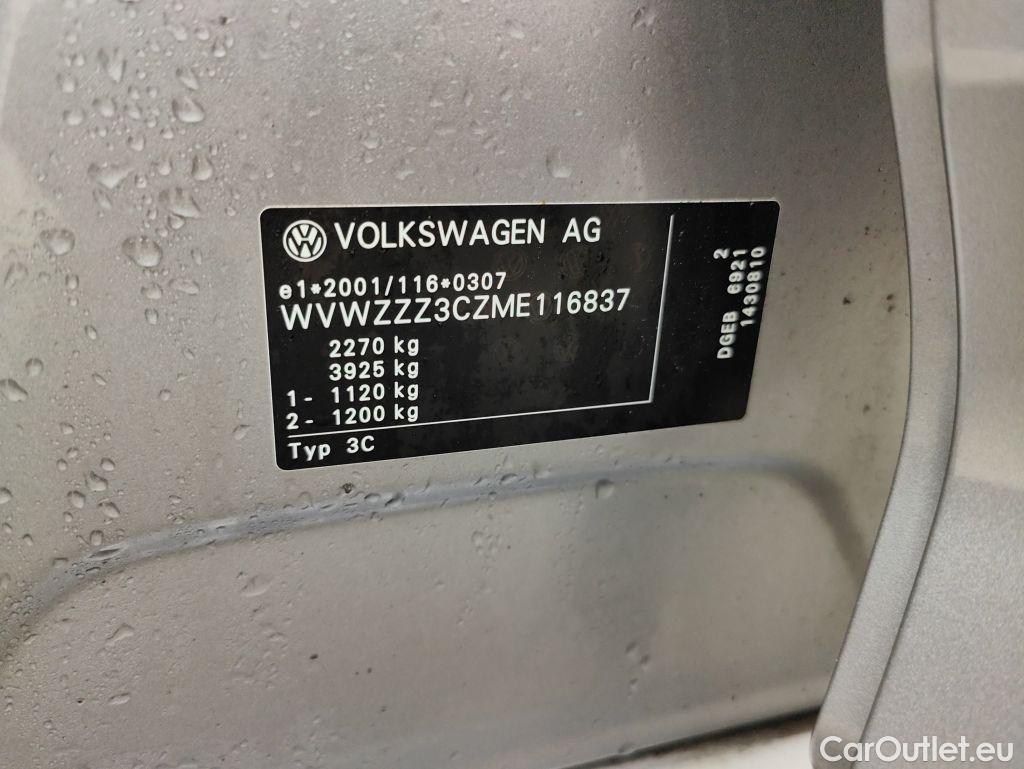 VOLKSWAGEN AG
e1*2001/116*0307
WVWZZZ3CZME116837
2270 kg
3925 kg
1- 1120 kg
2- 1200 kg
Typ 3C
2
DGEB 6921
1430810
CarOutlet.eu